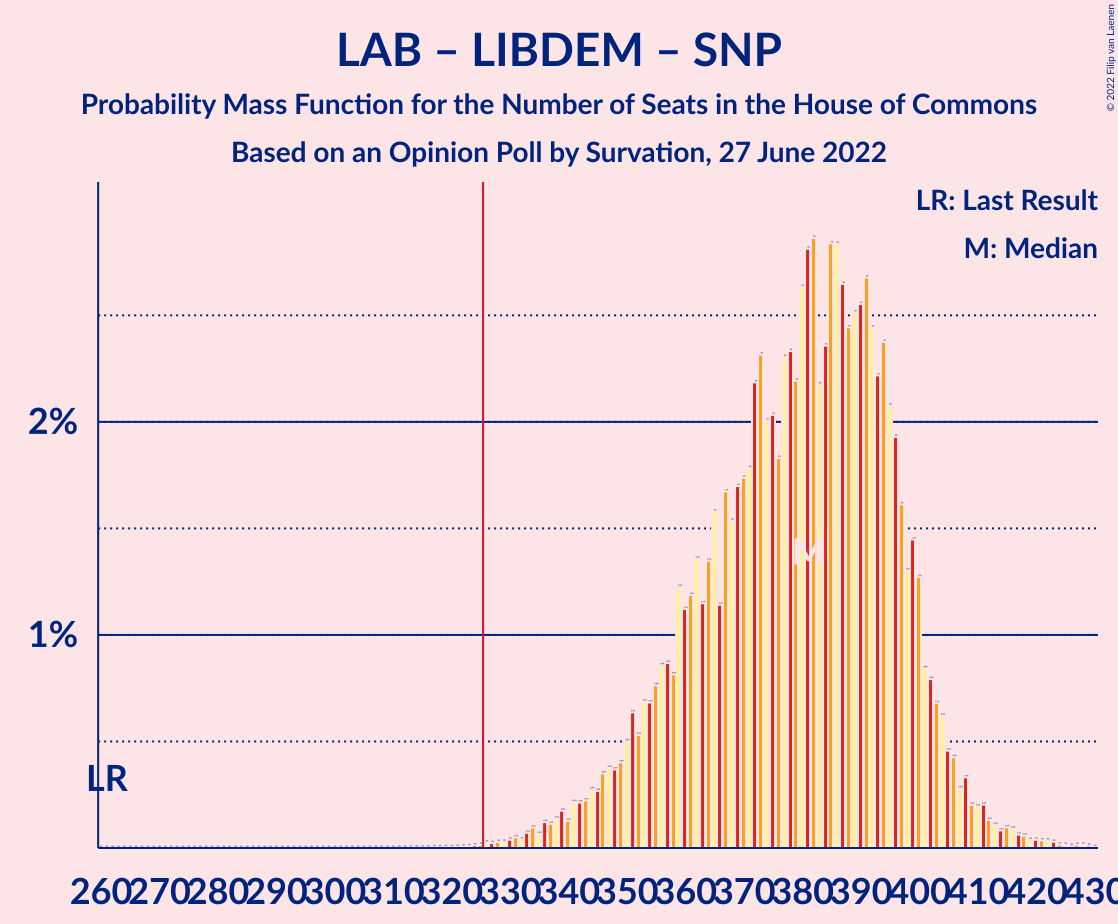 LAB – LIBDEM – SNP
Probability Mass Function for the Number of Seats in the House of Commons
Based on an Opinion Poll by Survation, 27 June 2022
© 2022 Filip van Laenen
LR: Last Result
M: Median
2%
1%
LR
M
260 270 280 290 300 310 320 330 340 350 360 370 380 390 400 410 420 430